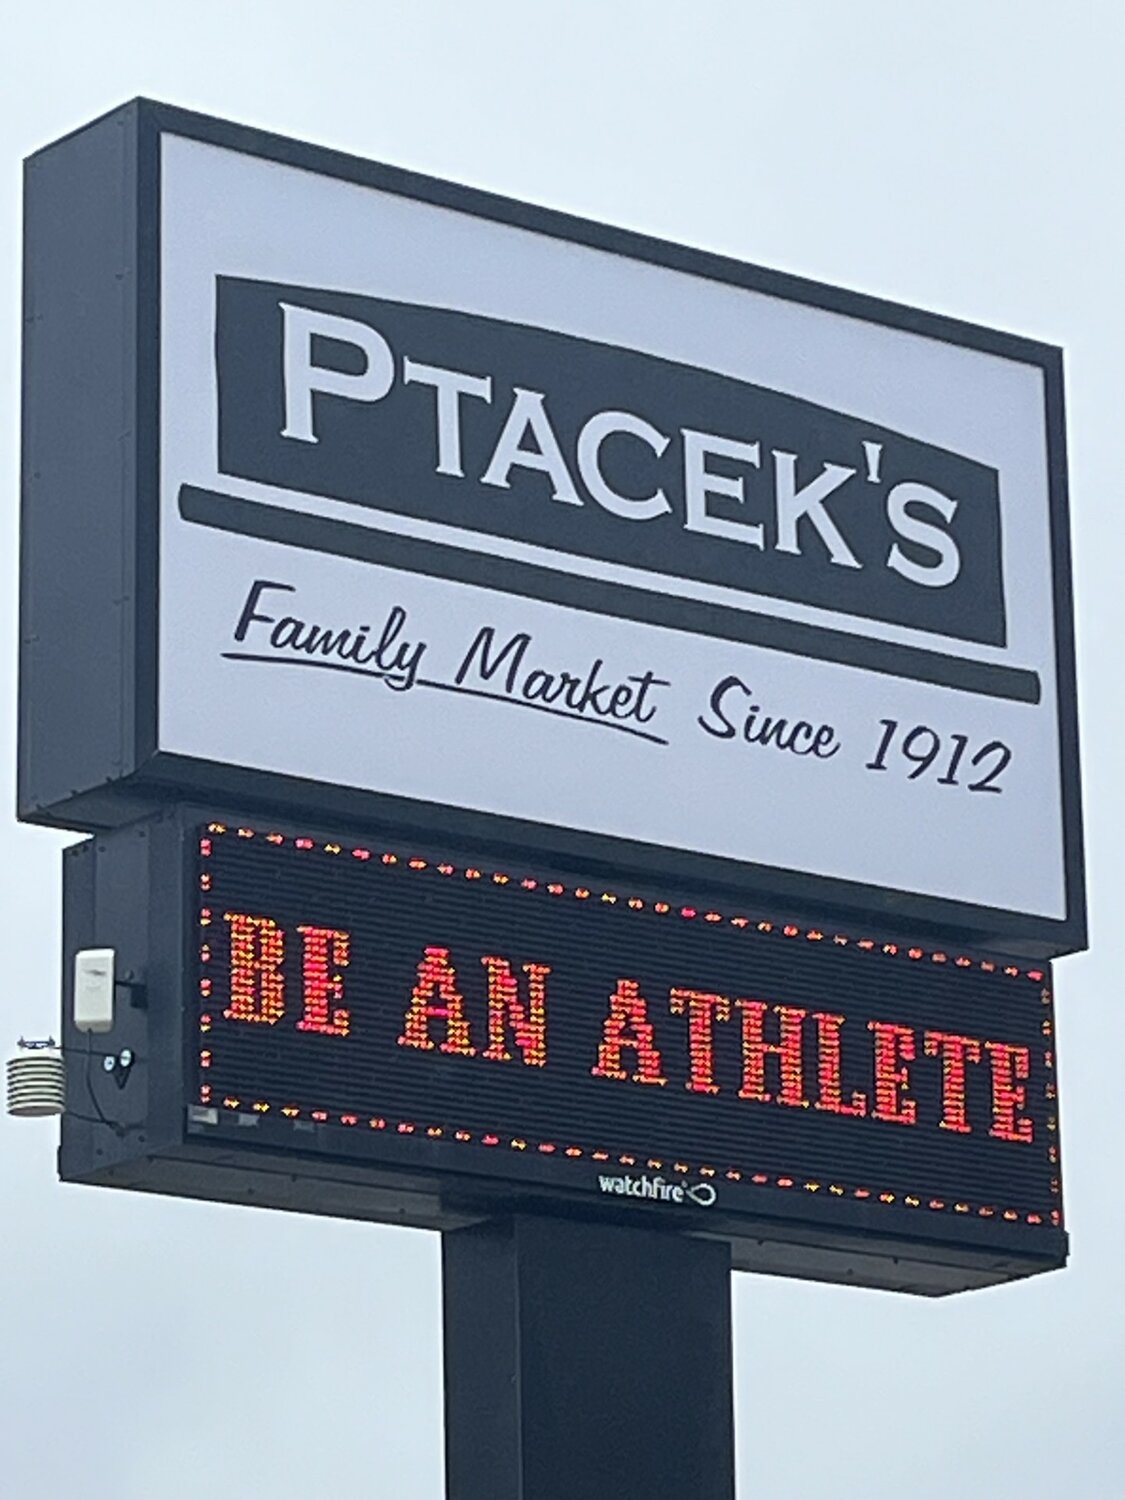 PTACEK'S
Family Market Since 1912
BE AN ATHLETE
watchfire